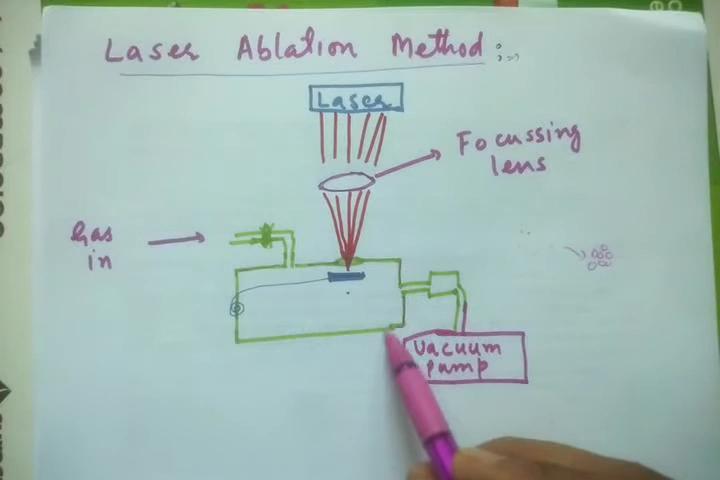 Laser Ablation Method :-
Laser
Focussing
lens
Gas
in
Vacuum
pump